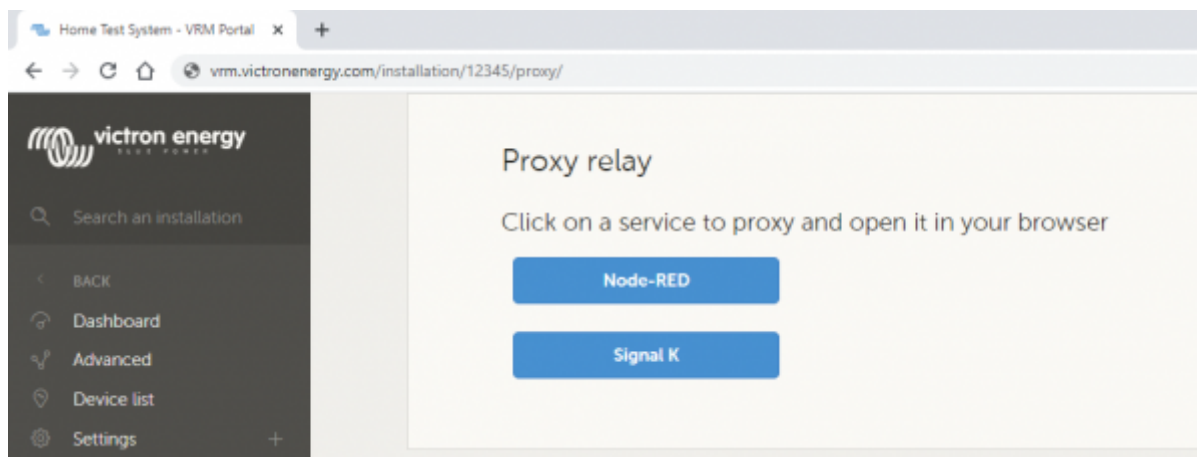 Home Test System - VRM Portal
vrm.victronenergy.com/installation/12345/proxy/
victron energy
BLUE POWER
Search an installation
BACK
Dashboard
Advanced
Device list
Settings
Proxy relay
Click on a service to proxy and open it in your browser
Node-RED
Signal K